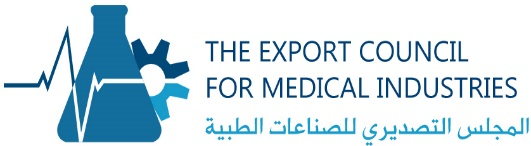 THE EXPORT COUNCIL
FOR MEDICAL INDUSTRIES
المجلس التصديري للصناعات الطبية